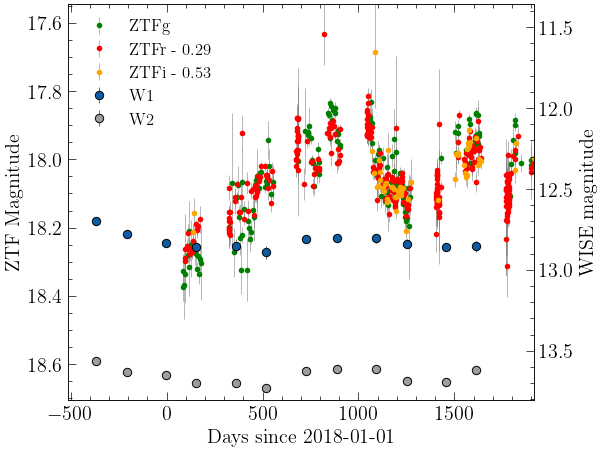 ZTFg
ZTFr - 0.29
ZTFi - 0.53
W1
W2
ZTF Magnitude
17.6
17.8
18.0
18.2
18.4
18.6
WISE magnitude
11.5
12.0
12.5
13.0
13.5
−500
0
500
1000
1500
Days since 2018-01-01